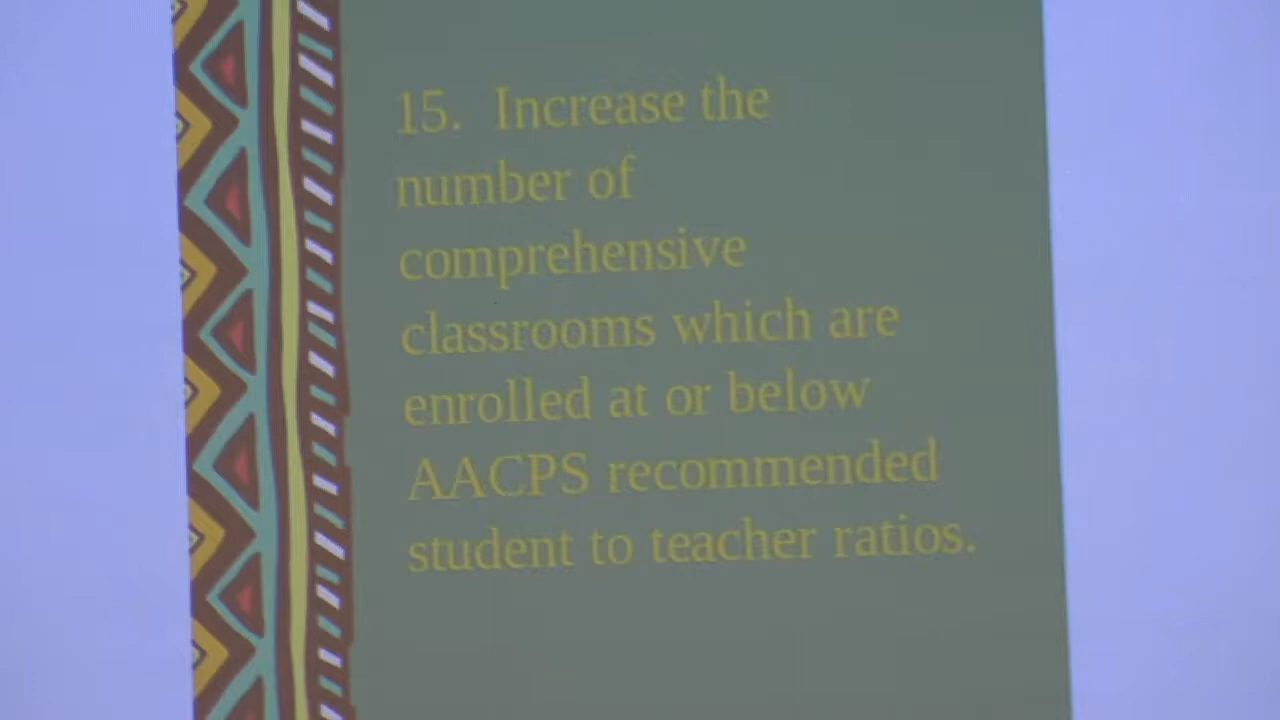 15. Increase the
number of
comprehensive
classrooms which are
enrolled at or below
AACPS recommended
student to teacher ratios.